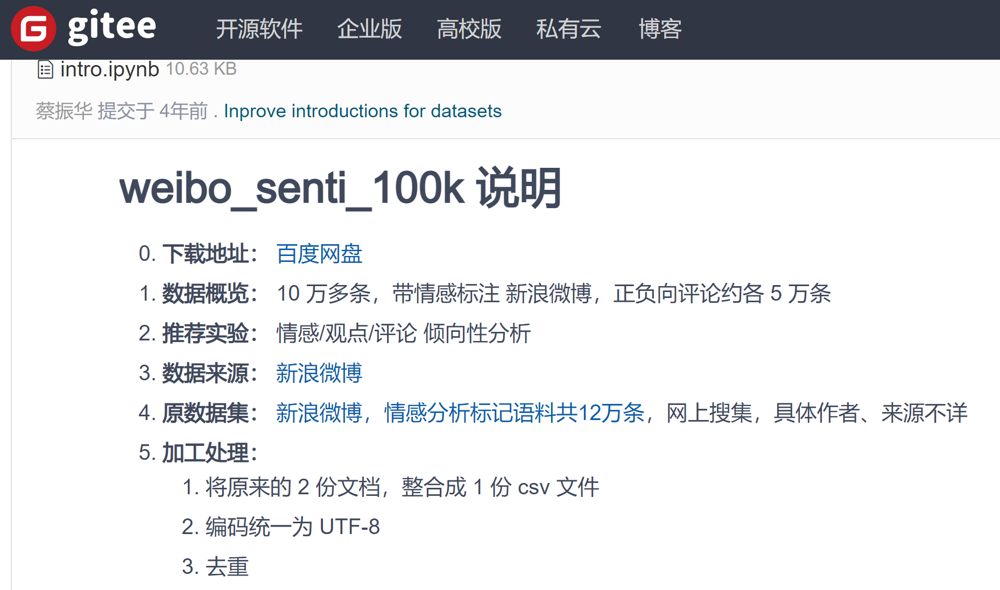 gitee 开源软件 企业版 高校版 私有云 博客
intro.ipynb 10.63 KB
蔡振华 提交于 4年前 . Inprove introductions for datasets
weibo_senti_100k 说明
0. 下载地址： 百度网盘
1. 数据概览： 10 万多条，带情感标注 新浪微博，正负向评论约各 5 万条
2. 推荐实验： 情感/观点/评论 倾向性分析
3. 数据来源： 新浪微博
4. 原数据集： 新浪微博，情感分析标记语料共12万条，网上搜集，具体作者、来源不详
5. 加工处理：
1. 将原来的 2 份文档，整合成 1 份 csv 文件
2. 编码统一为 UTF-8
3. 去重